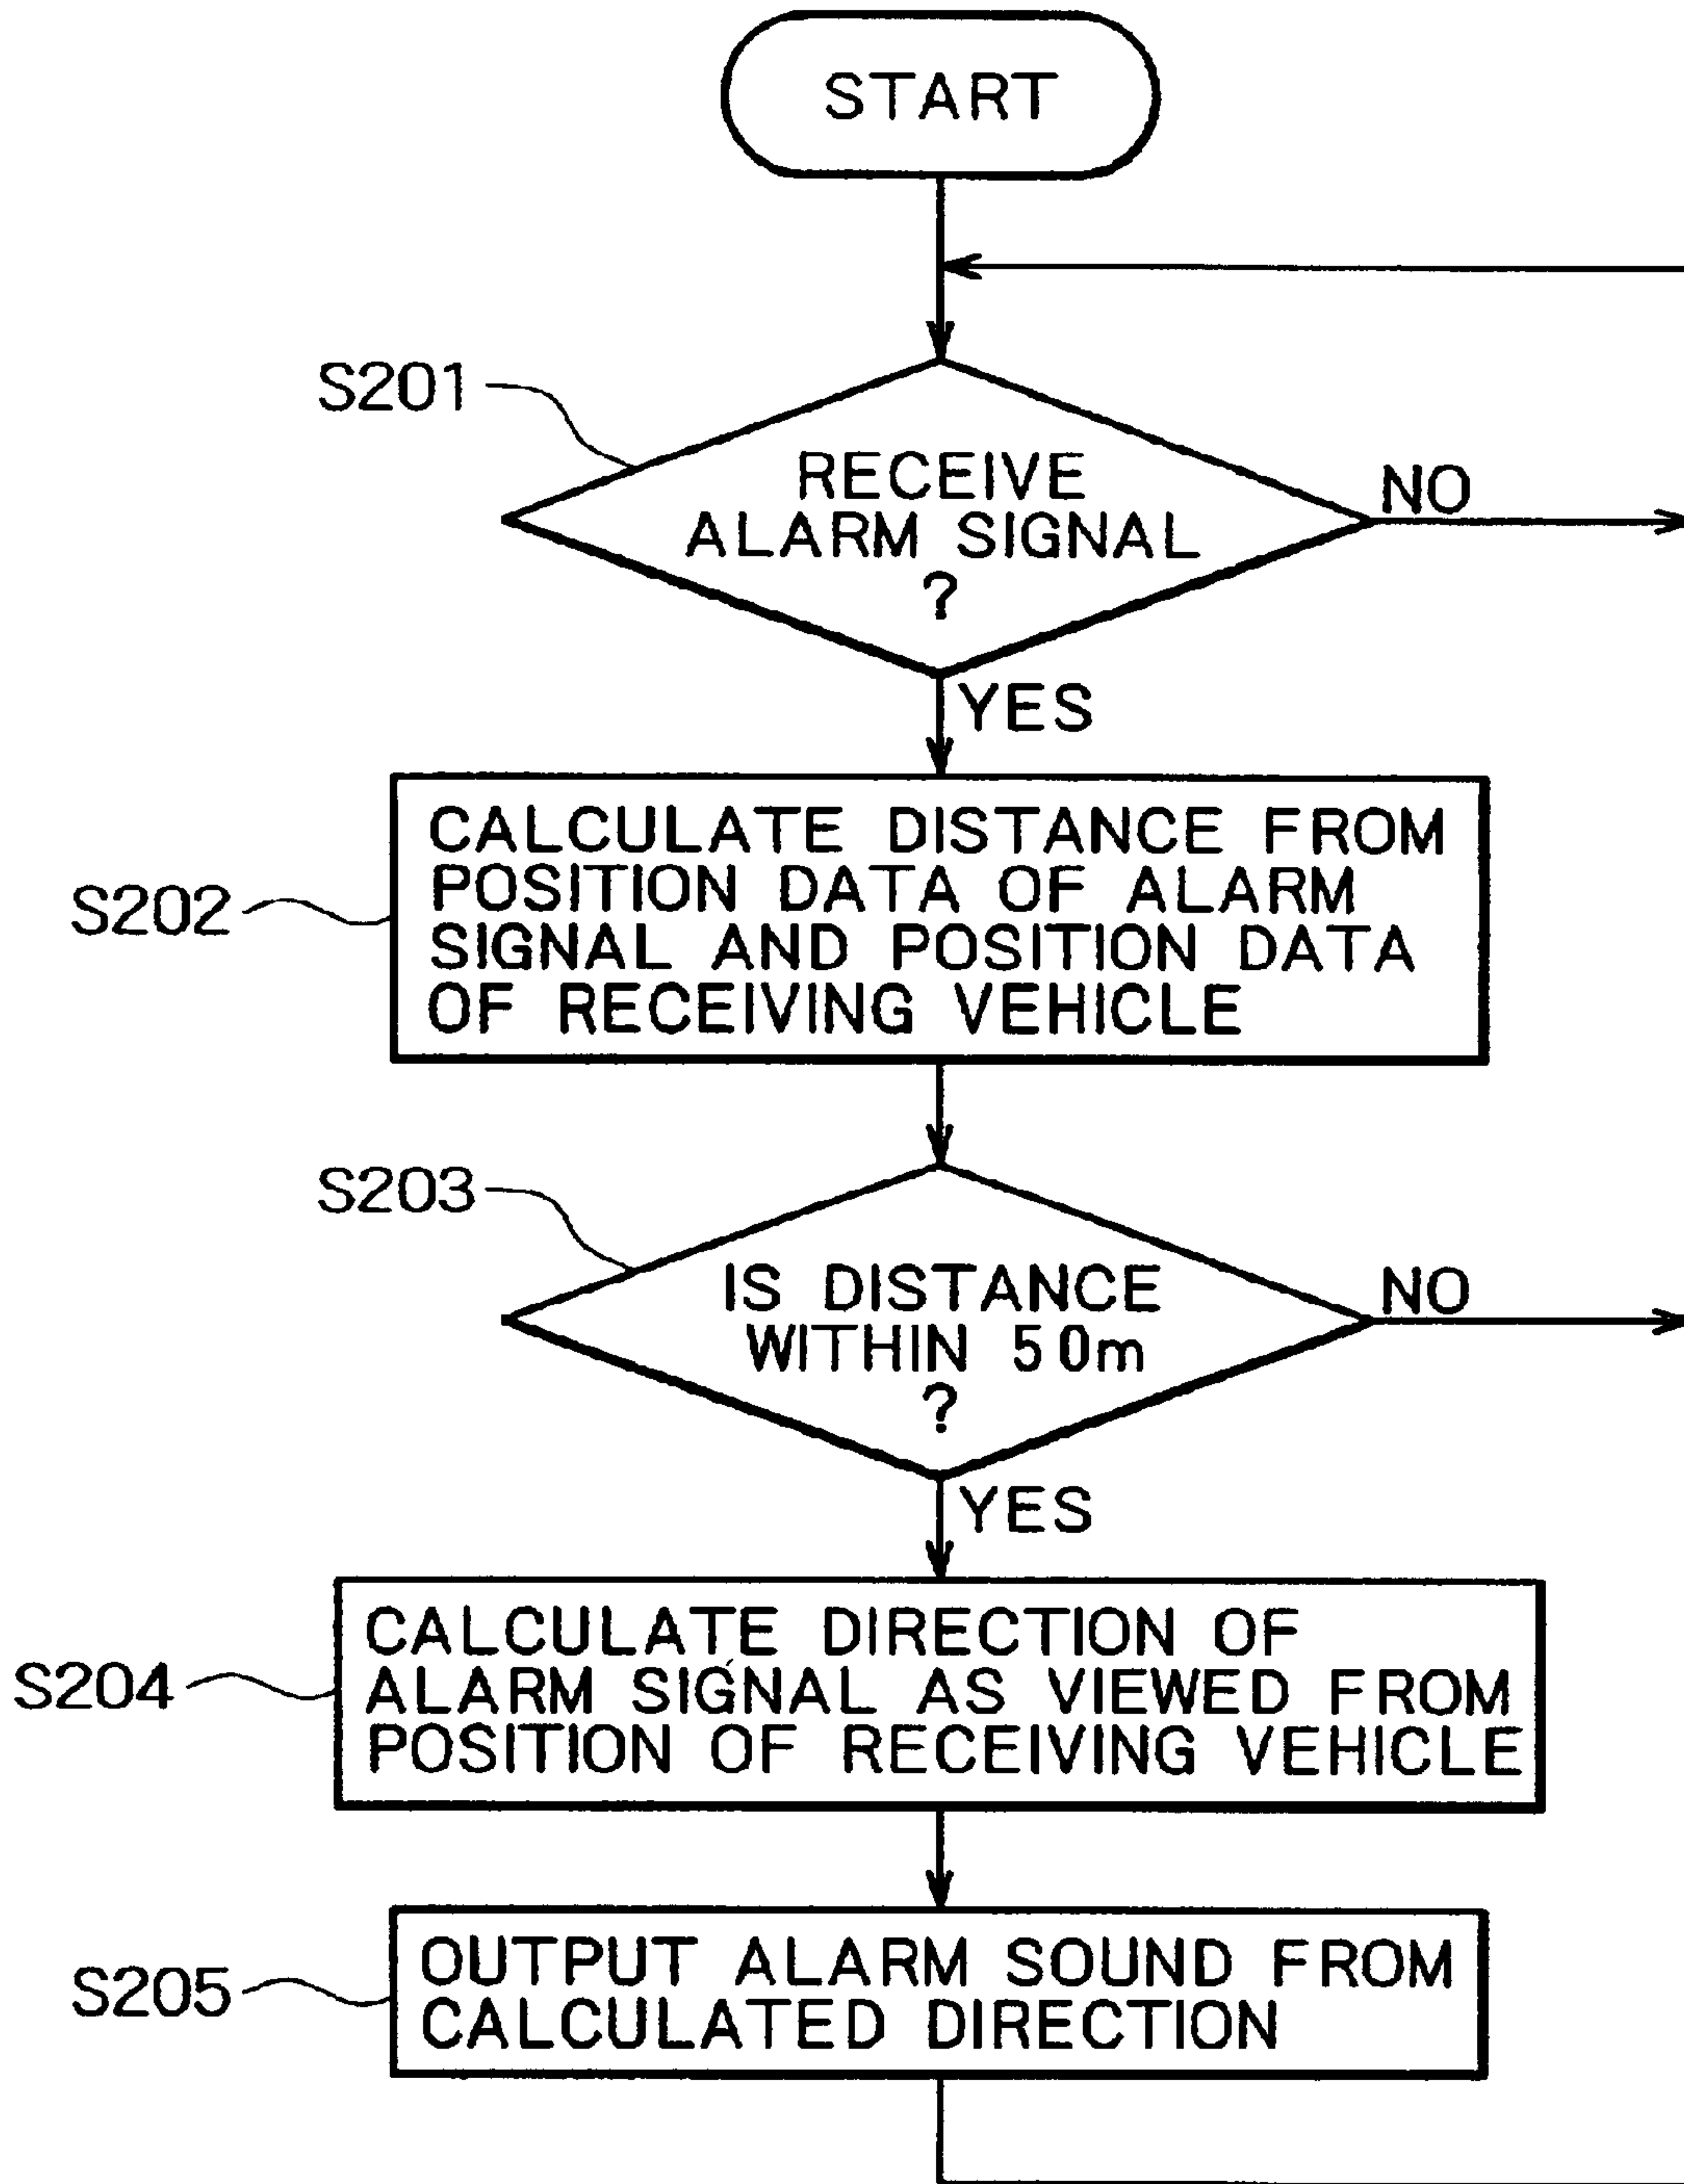 START
S201
RECEIVE
ALARM SIGNAL
?
NO
YES
S202
CALCULATE DISTANCE FROM
POSITION DATA OF ALARM
SIGNAL AND POSITION DATA
OF RECEIVING VEHICLE
S203
IS DISTANCE
WITHIN 50m
?
NO
YES
S204
CALCULATE DIRECTION OF
ALARM SIGNAL AS VIEWED FROM
POSITION OF RECEIVING VEHICLE
S205
OUTPUT ALARM SOUND FROM
CALCULATED DIRECTION